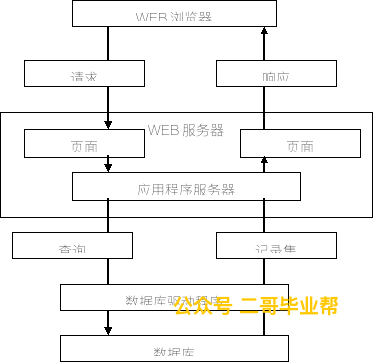 WEB 浏览器
请求
响应
WEB 服务器
页面
页面
应用程序服务器
查询
记录集
数据库驱动程序
公众号 二哥毕业帮
数据库